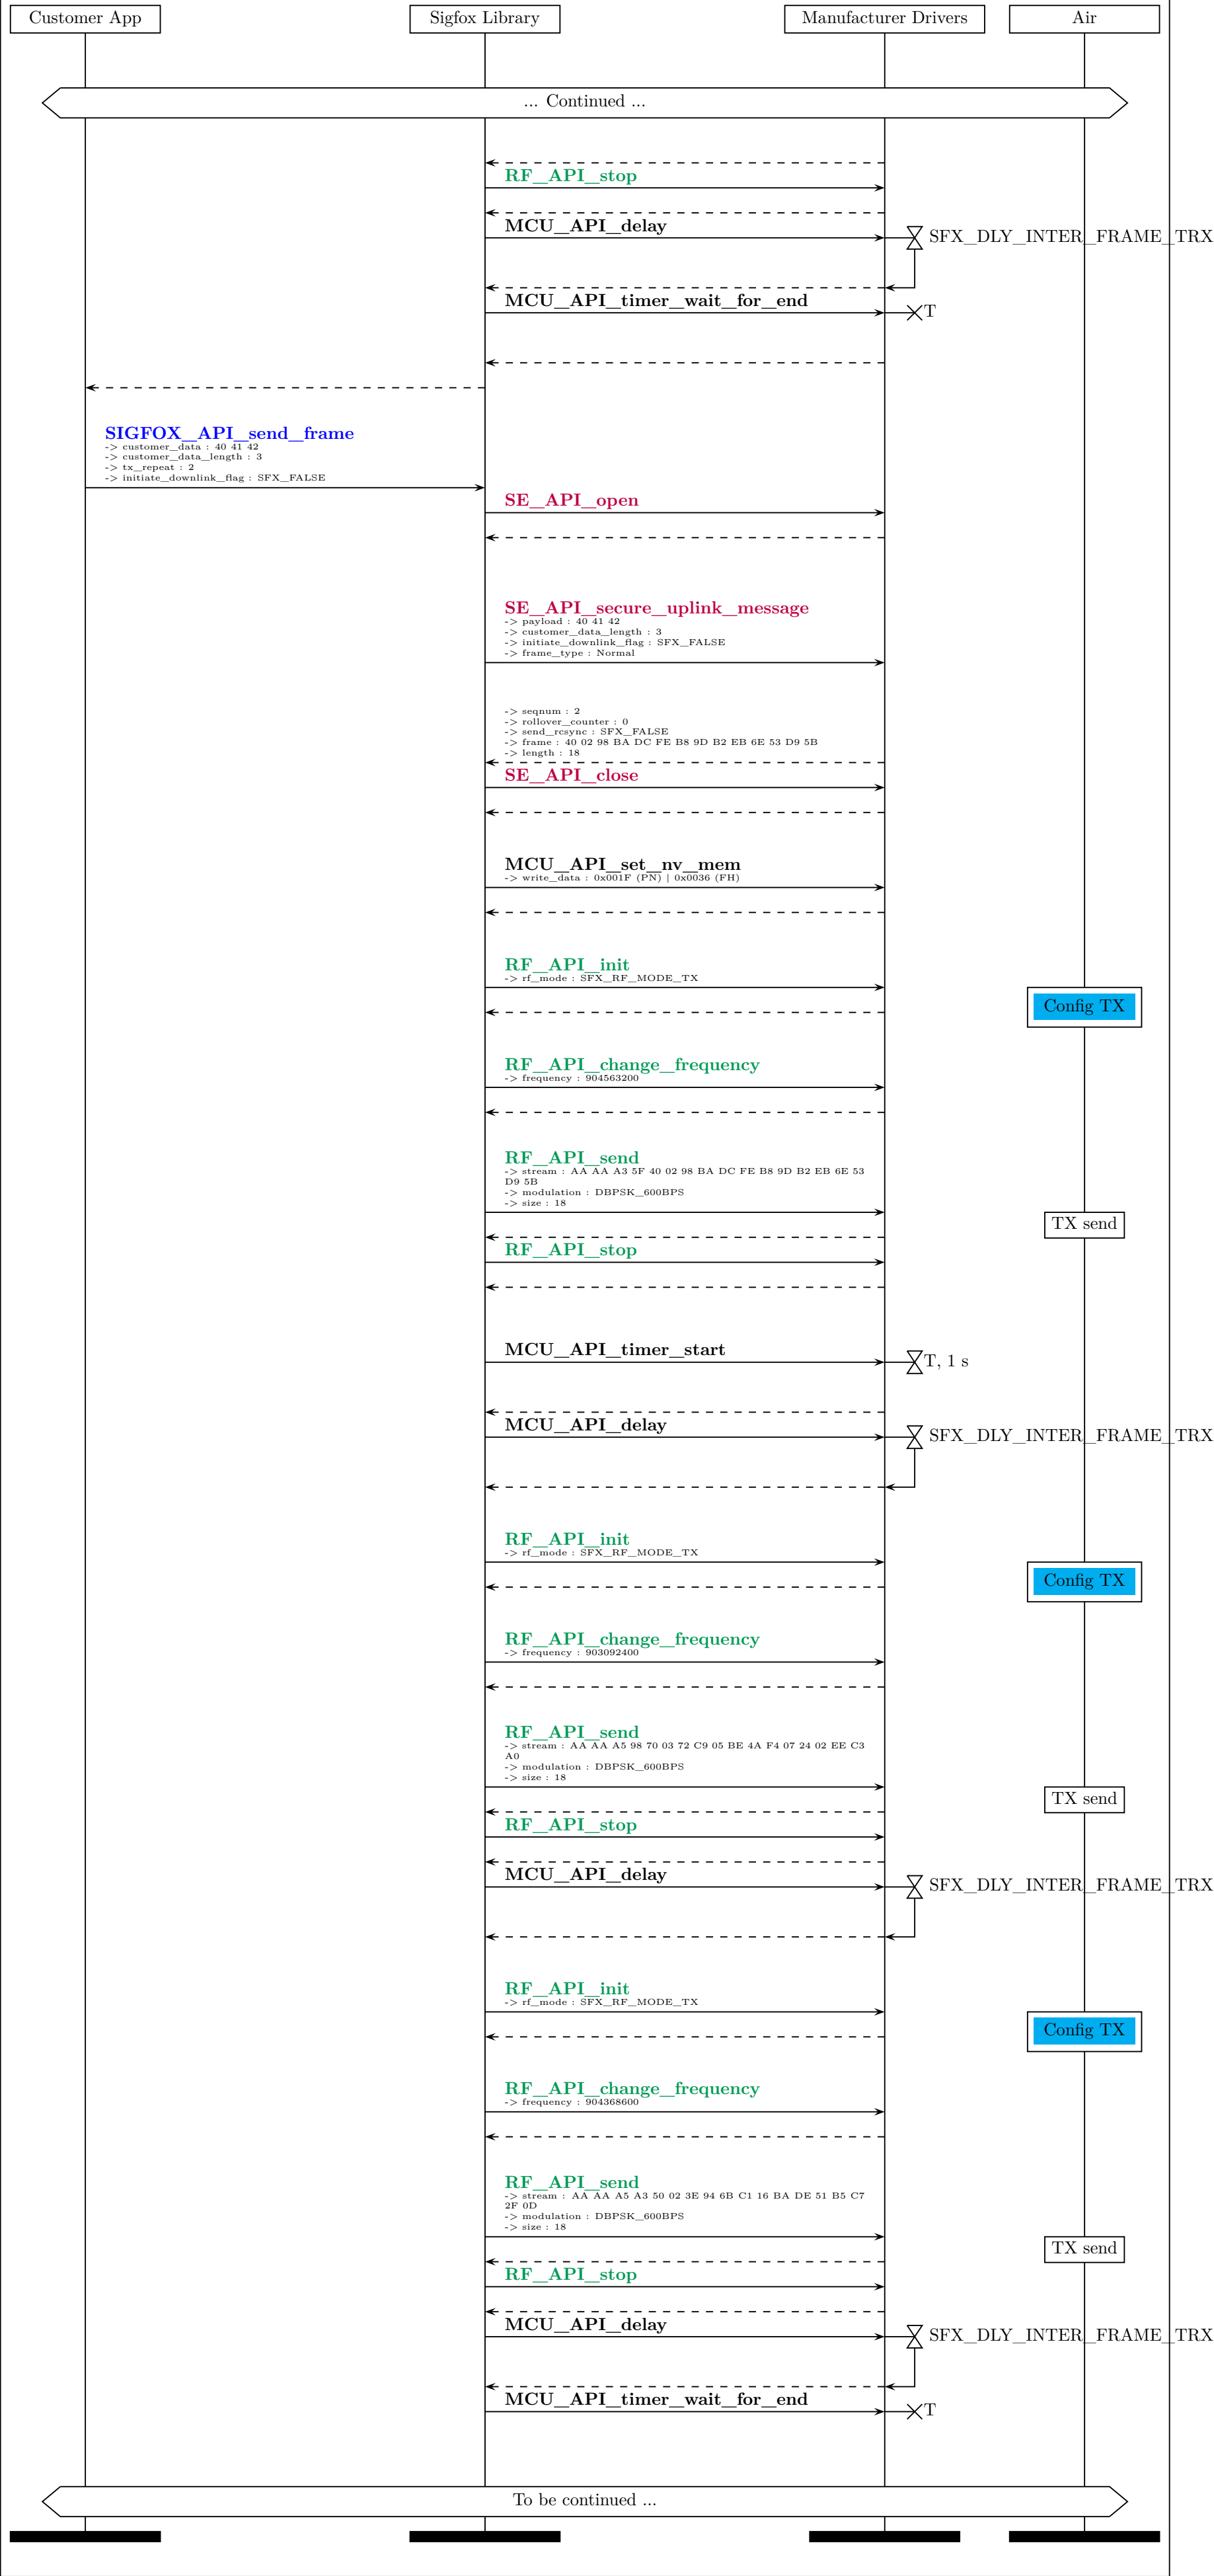 Customer App
Sigfox Library
Manufacturer Drivers
Air
... Continued ...
RF_API_stop
MCU_API_delay
SFX_DLY_INTER_FRAME_TRX
MCU_API_timer_wait_for_end
T
SIGFOX_API_send_frame
-> customer_data : 40 41 42
-> customer_data_length : 3
-> tx_repeat : 2
-> initiate_downlink_flag : SFX_FALSE
SE_API_open
SE_API_secure_uplink_message
-> payload : 40 41 42
-> customer_data_length : 3
-> initiate_downlink_flag : SFX_FALSE
-> frame_type : Normal
-> seqnum : 2
-> rollover_counter : 0
-> send_rcsync : SFX_FALSE
-> frame : 40 02 98 BA DC FE B8 9D B2 EB 6E 53 D9 5B
-> length : 18
SE_API_close
MCU_API_set_nv_mem
-> write_data : 0x001F (PN) | 0x0036 (FH)
RF_API_init
-> rf_mode : SFX_RF_MODE_TX
Config TX
RF_API_change_frequency
-> frequency : 904563200
RF_API_send
-> stream : AA AA A3 5F 40 02 98 BA DC FE B8 9D B2 EB 6E 53
D9 5B
-> modulation : DBPSK_600BPS
-> size : 18
TX send
RF_API_stop
MCU_API_timer_start
T, 1 s
MCU_API_delay
SFX_DLY_INTER_FRAME_TRX
RF_API_init
-> rf_mode : SFX_RF_MODE_TX
Config TX
RF_API_change_frequency
-> frequency : 903092400
RF_API_send
-> stream : AA AA A5 98 70 03 72 C9 05 BE 4A F4 07 24 02 EE C3
A0
-> modulation : DBPSK_600BPS
-> size : 18
TX send
RF_API_stop
MCU_API_delay
SFX_DLY_INTER_FRAME_TRX
RF_API_init
-> rf_mode : SFX_RF_MODE_TX
Config TX
RF_API_change_frequency
-> frequency : 904368600
RF_API_send
-> stream : AA AA A5 A3 50 02 3E 94 6B C1 16 BA DE 51 B5 C7
2F 0D
-> modulation : DBPSK_600BPS
-> size : 18
TX send
RF_API_stop
MCU_API_delay
SFX_DLY_INTER_FRAME_TRX
MCU_API_timer_wait_for_end
T
To be continued ...